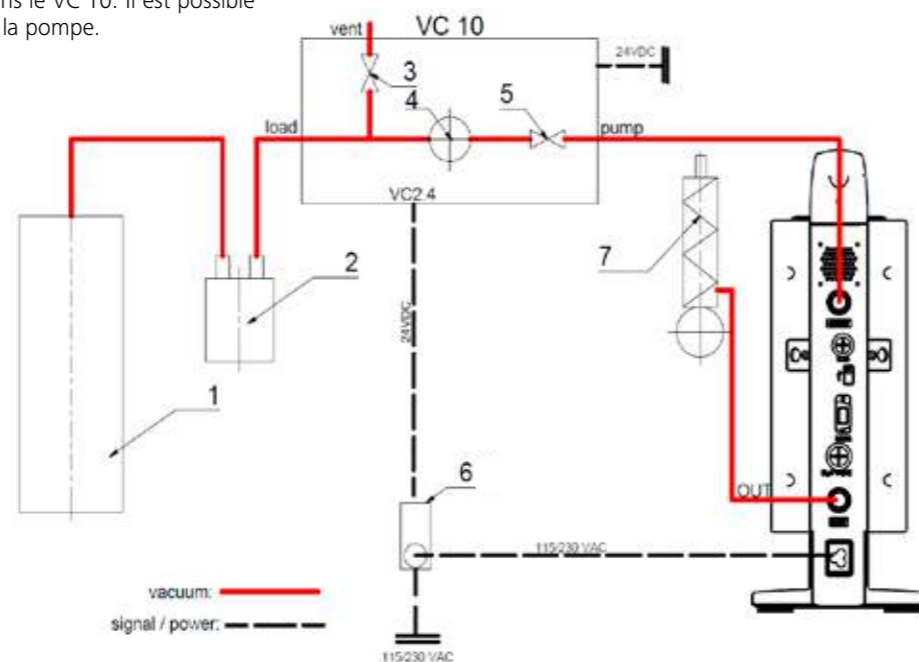 ns le VC 10. Il est possible
la pompe.
vent
VC 10
24VDC
3
4
5
load
pump
VC2.4
7
2
24VDC
1
6
OUT
115/230 VAC
vacuum:
signal / power:
115/230 VAC